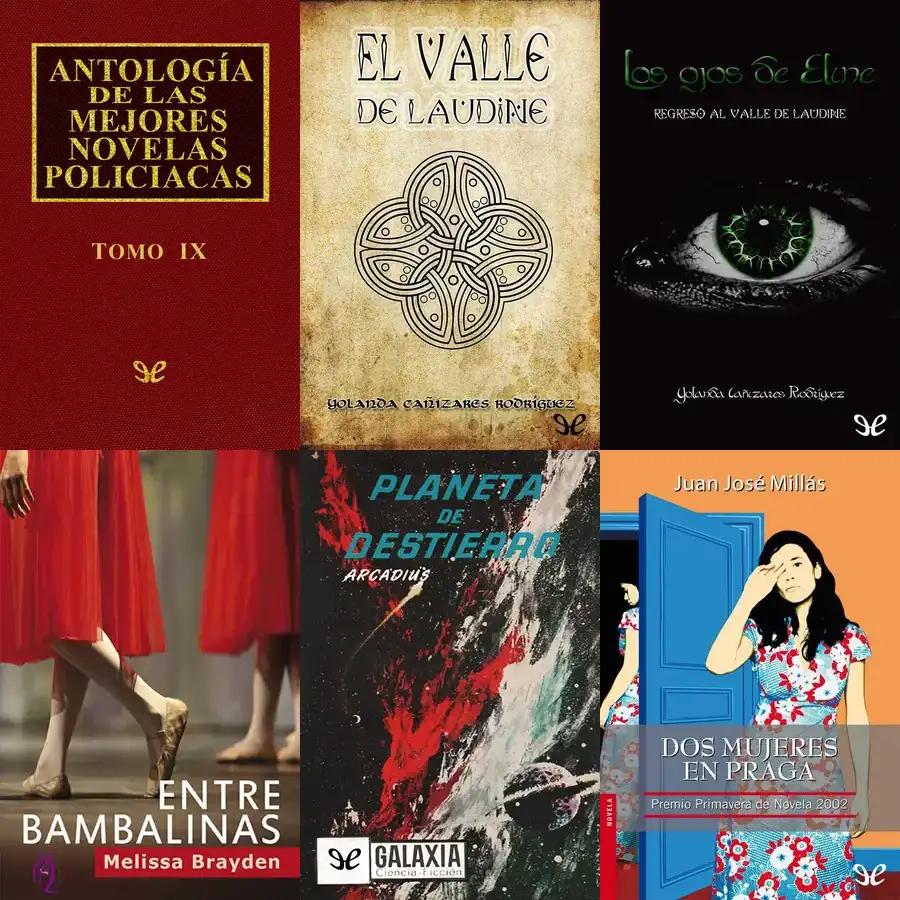 ANTOLOGÍA
DE LAS
MEJORES
NOVELAS
POLICIACAS
TOMO IX
EL VALLE
DE LAUDINE
YOLANDA CAÑIZARES RODRÍGUEZ
Los ojos de Eline
REGRESO AL VALLE DE LAUDINE
Yolanda Cañizares Rodríguez
ENTRE
BAMBALINAS
Melissa Brayden
PLANETA
DE
DESTIERRO
ARCADIUS
GALAXIA
Ciencia-Ficción
Juan José Millás
DOS MUJERES
EN PRAGA
Premio Primavera de Novela 2002
NOVELA